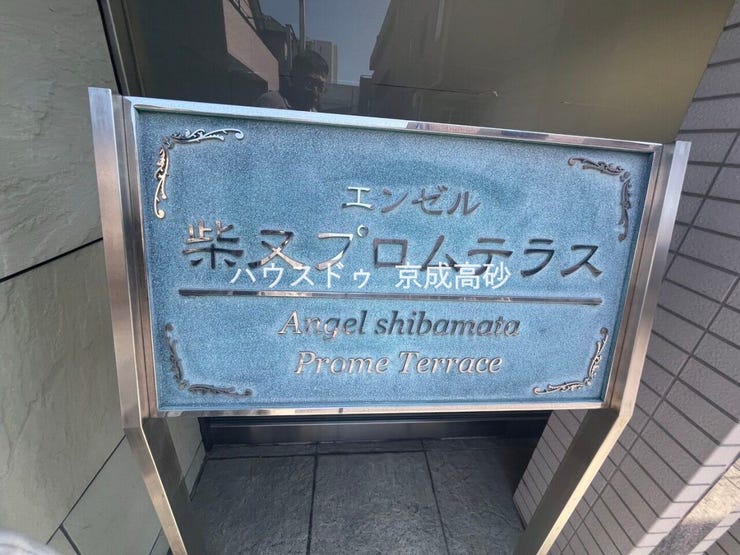 エンゼル
柴又プロムテラス
ハウスドゥ 京成高砂
Angel shibamata
Prome Terrace